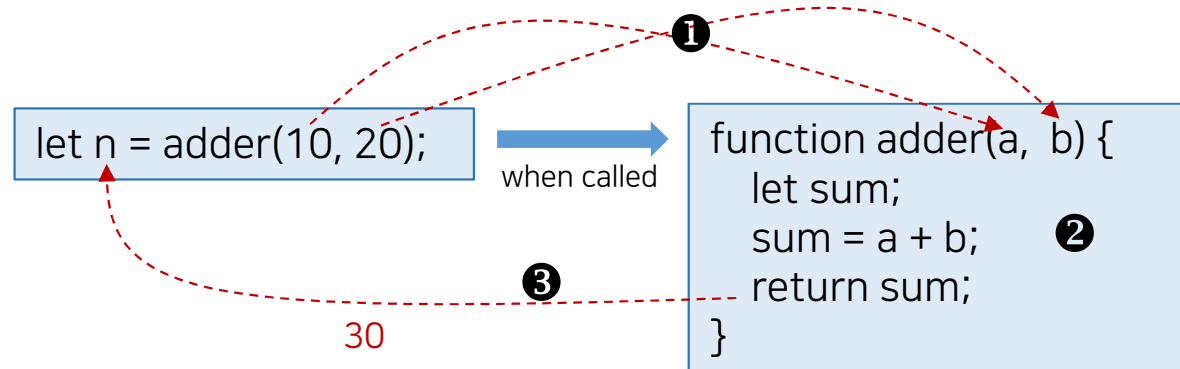 ❶
let n = adder(10, 20);
when called
function adder(a, b) {
let sum;
sum = a + b;
❷
return sum;
}
❸
30